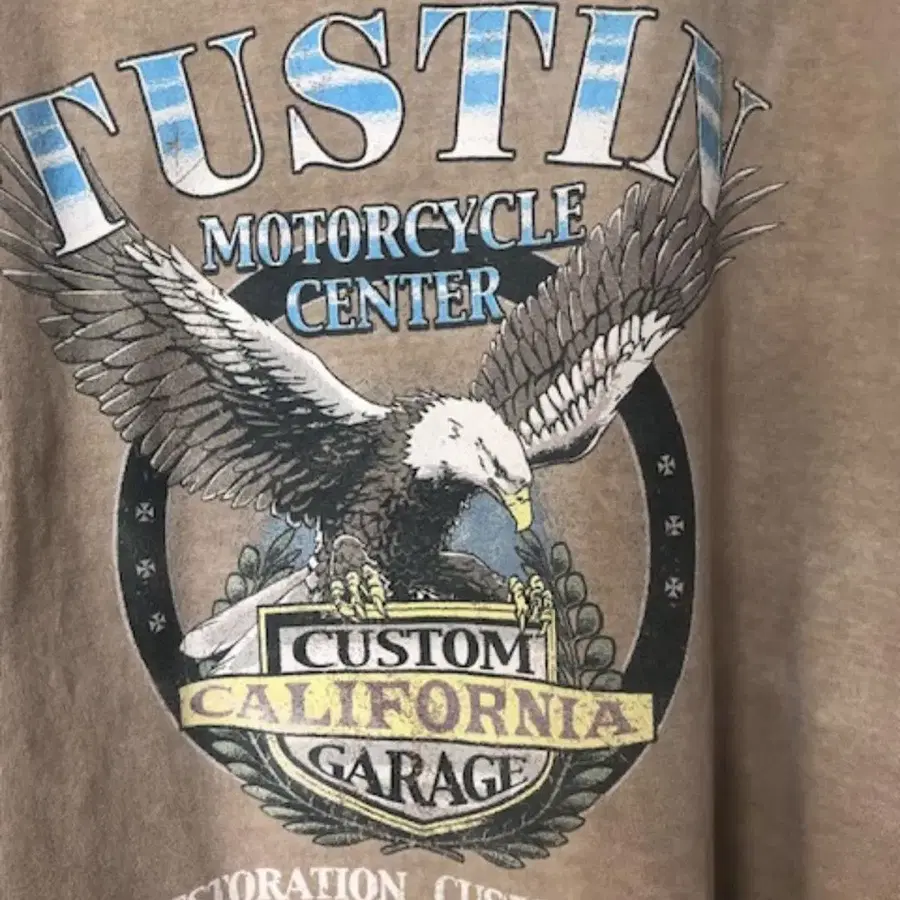 TUSTIN
MOTORCYCLE
CENTER
CUSTOM
CALIFORNIA
GARAGE